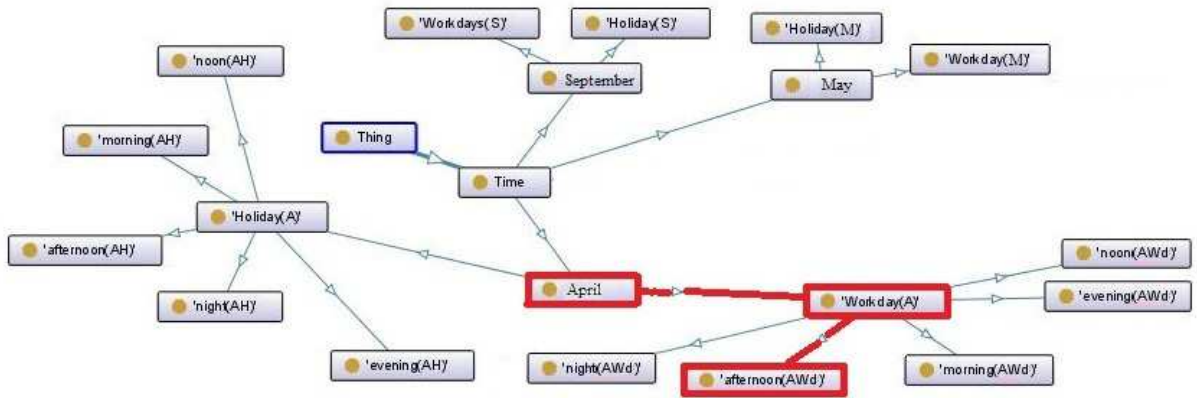 'Workdays(S)'
'Holiday(S)'
'Holiday(M)'
'noon(AH)'
'Workday(M)'
September
May
'morning(AH)'
Thing
Time
'Holiday(A)'
'afternoon(AH)'
'noon(AWd)'
April
'Workday(A)'
'evening(AWd)'
'night(AH)'
'evening(AH)'
'night(AWd)'
'afternoon(AWd)'
'morning(AWd)'